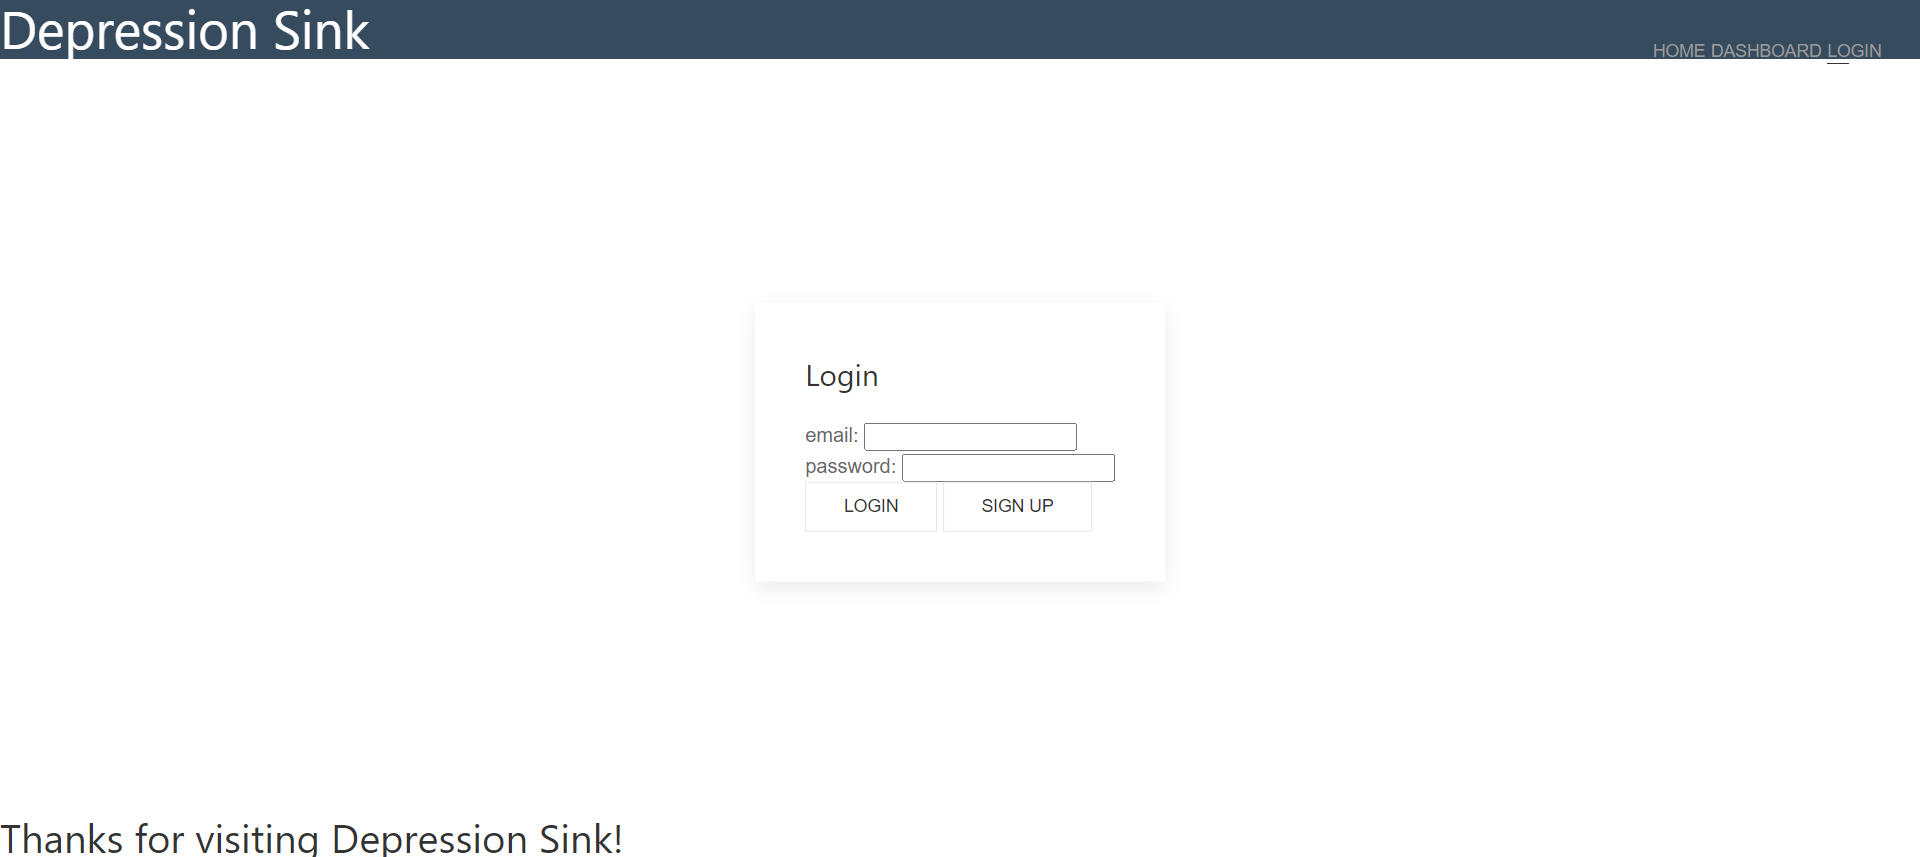 Depression Sink
HOME DASHBOARD LOGIN
Login
email:
password:
LOGIN SIGN UP
Thanks for visiting Depression Sink!